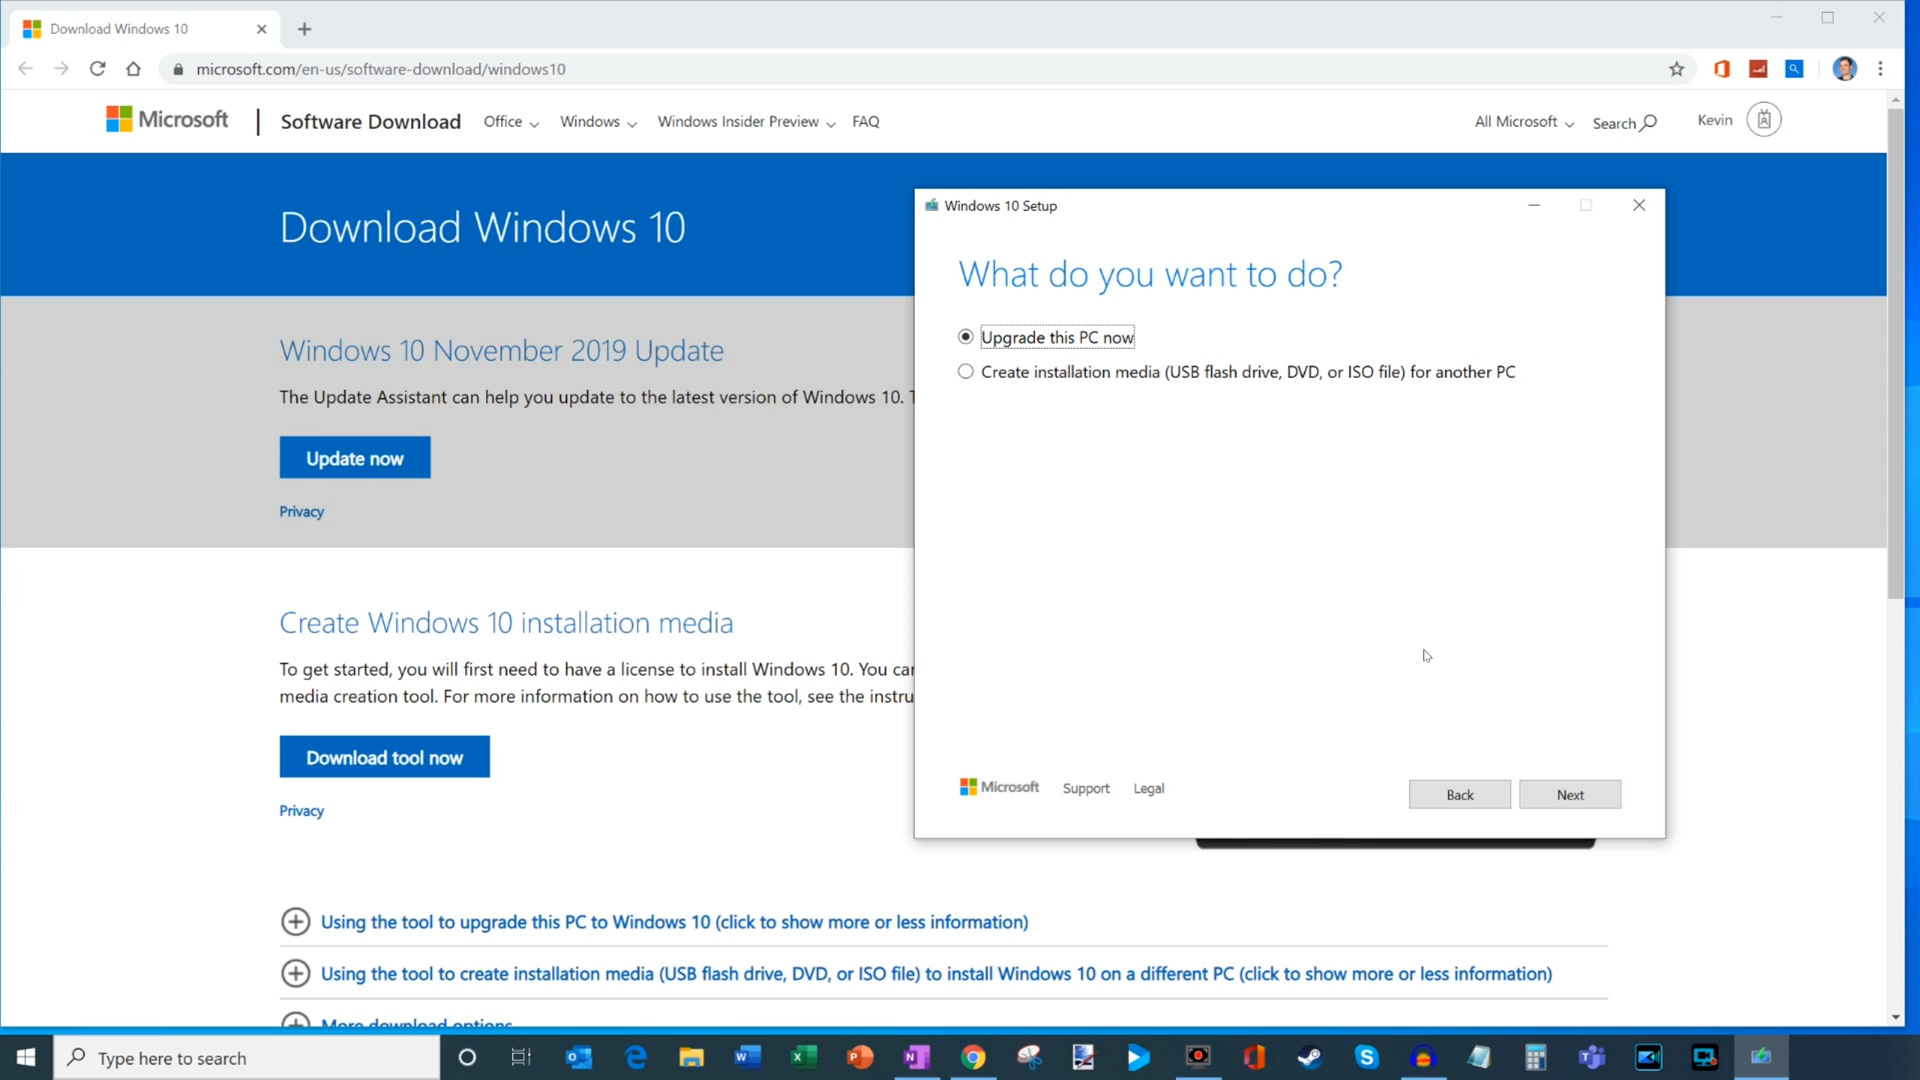 Download Windows 10
microsoft.com/en-us/software-download/windows10
Microsoft
Software Download
Office
Windows
Windows Insider Preview
FAQ
All Microsoft
Search
Kevin
Download Windows 10
Windows 10 November 2019 Update
The Update Assistant can help you update to the latest version of Windows 10.
Update now
Privacy
Create Windows 10 installation media
To get started, you will first need to have a license to install Windows 10. You
media creation tool. For more information on how to use the tool, see the
Download tool now
Privacy
Windows 10 Setup
What do you want to do?
Upgrade this PC now
Create installation media (USB flash drive, DVD, or ISO file) for another PC
Microsoft
Support
Legal
Back
Next
Using the tool to upgrade this PC to Windows 10 (click to show more or less information)
Using the tool to create installation media (USB flash drive, DVD, or ISO file) to install Windows 10 on a different PC (click to show more or less information)
More download options
Type here to search